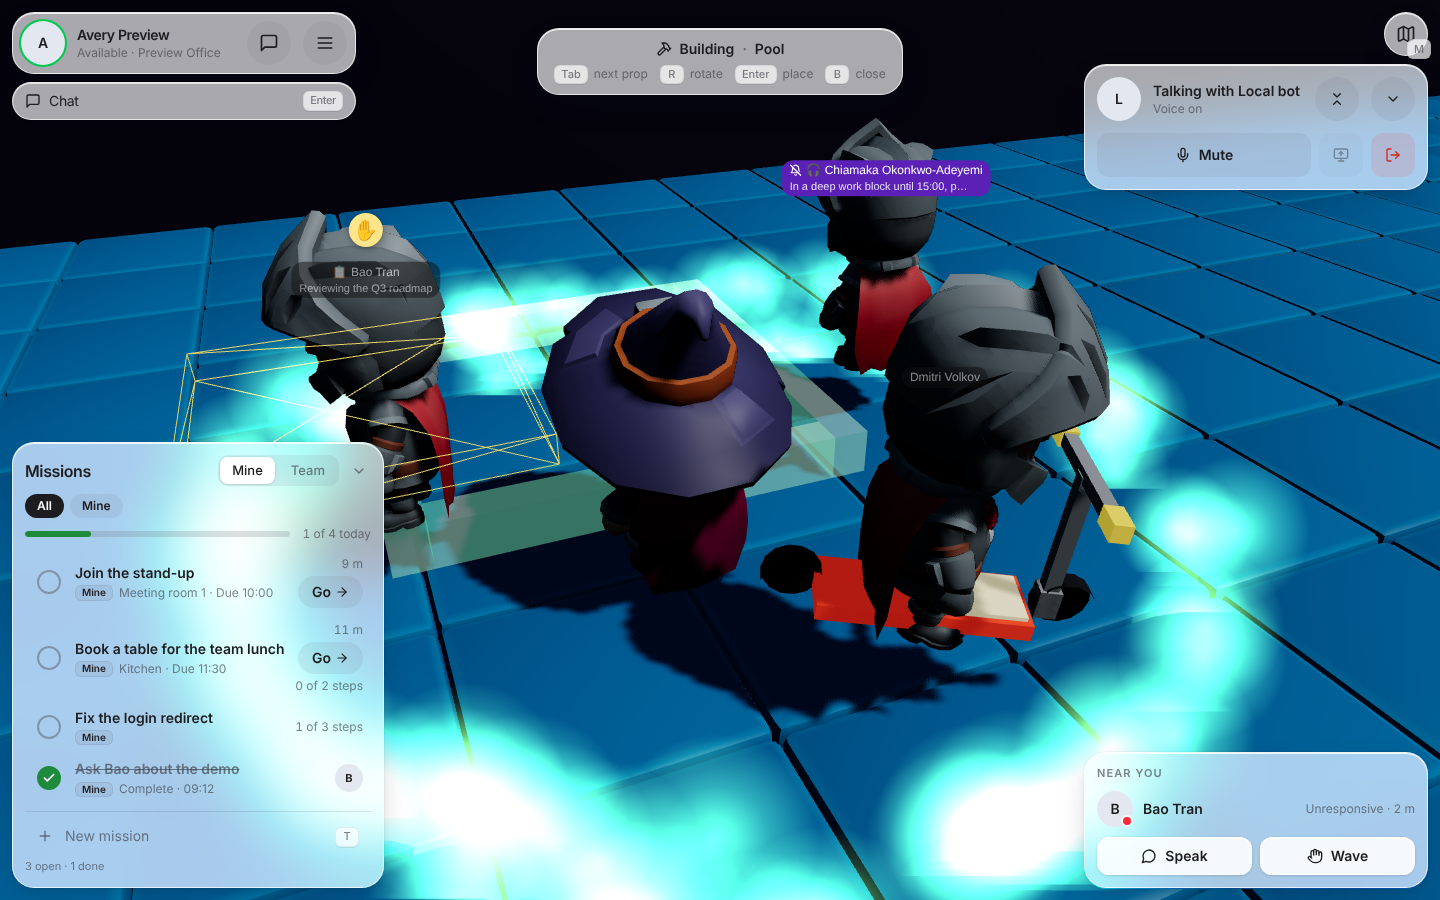 A
Avery Preview
Available · Preview Office
Chat
Enter
Building · Pool
Tab next prop R rotate Enter place B close
M
L
Talking with Local bot
Voice on
Mute
Chiamaka Okonkwo-Adeyemi
In a deep work block until 15:00, p…
Bao Tran
Reviewing the Q3 roadmap
Dmitri Volkov
Missions
Mine
Team
All
Mine
1 of 4 today
Join the stand-up
Mine Meeting room 1 · Due 10:00
9 m
Go →
Book a table for the team lunch
Mine Kitchen · Due 11:30
11 m
Go →
0 of 2 steps
Fix the login redirect
Mine
1 of 3 steps
Ask Bao about the demo
Mine Complete · 09:12
B
New mission
T
3 open · 1 done
NEAR YOU
B
Bao Tran
Unresponsive · 2 m
Speak
Wave